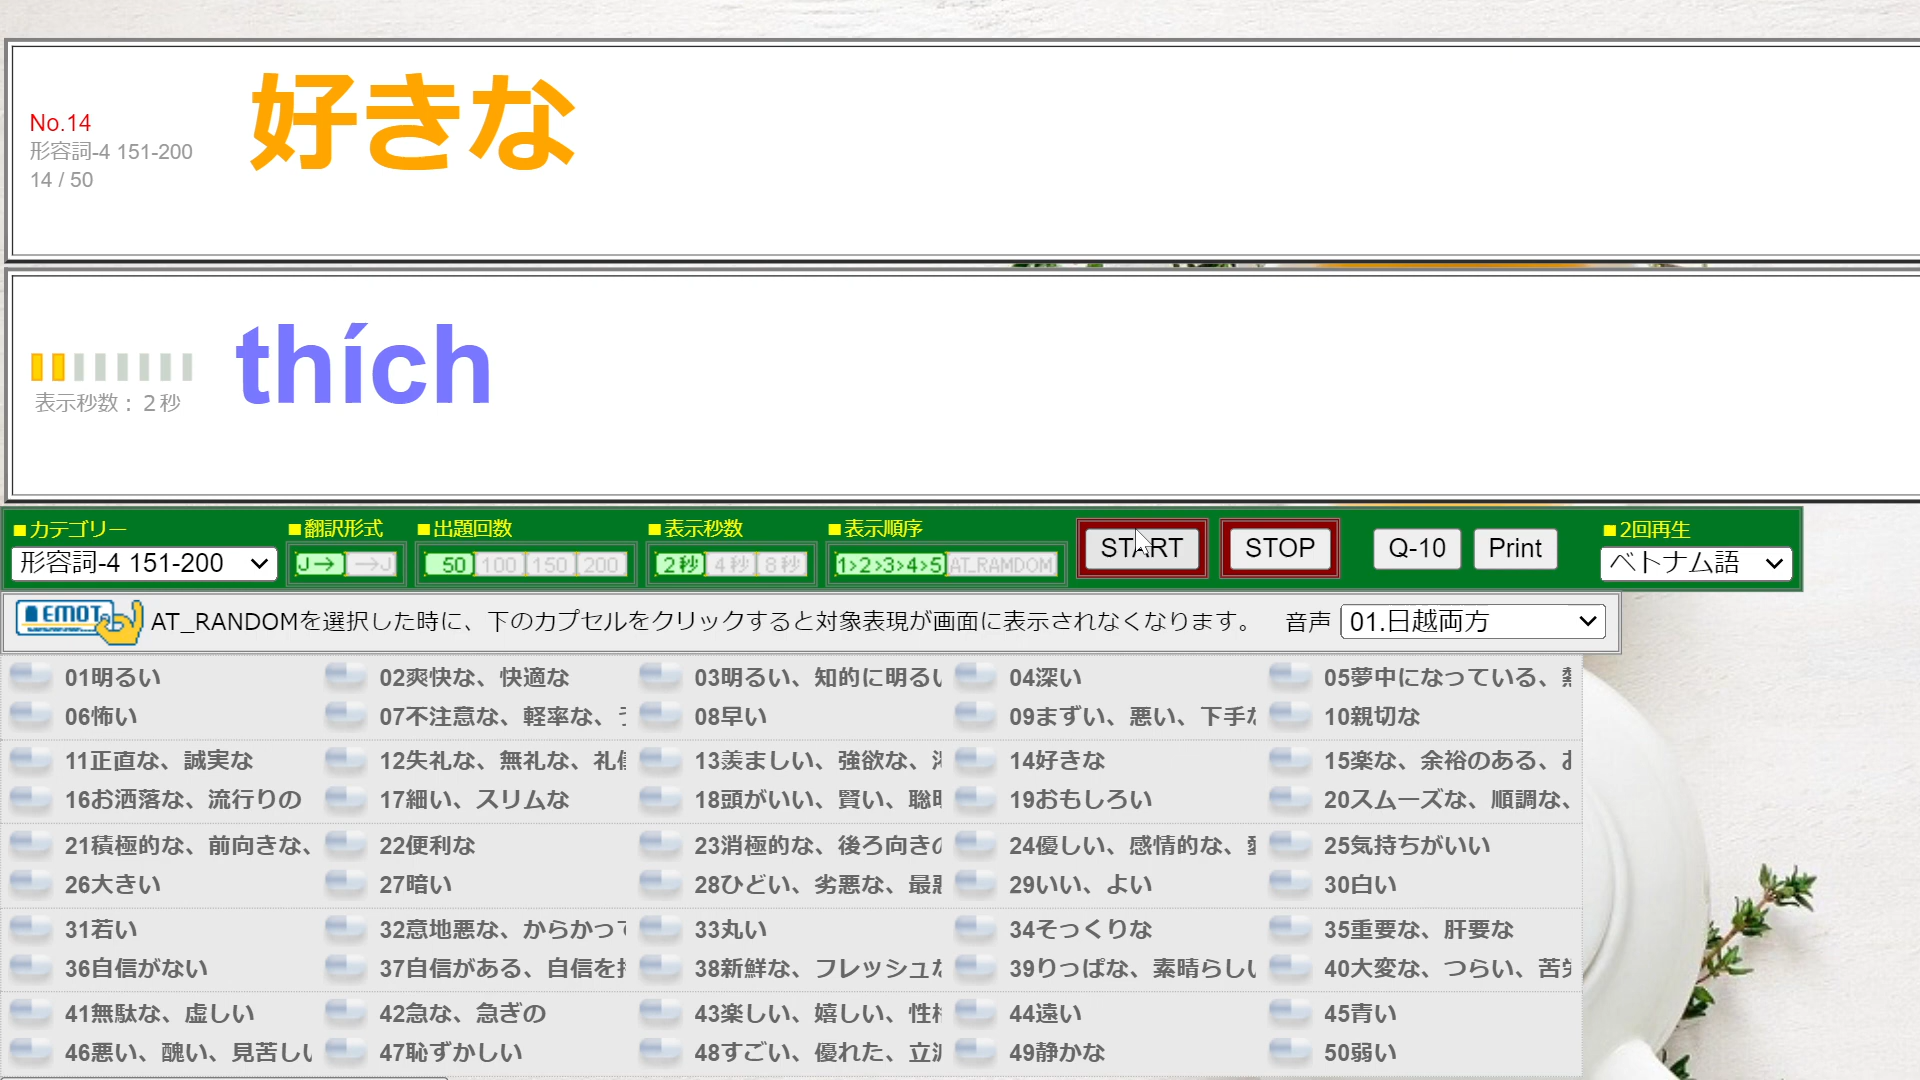 No.14
形容詞-4 151-200
14 / 50
好きな
表示秒数：２秒
thích
■カテゴリー ■翻訳形式 ■出題回数 ■表示秒数 ■表示順序 ■2回再生
形容詞-4 151-200 J→ →J 50 100 150 200 2秒 4秒 8秒 1>2>3>4>5 AT_RAMDOM START STOP Q-10 Print ベトナム語
EMOT AT_RANDOMを選択した時に、下のカプセルをクリックすると対象表現が画面に表示されなくなります。 音声 01.日越両方
01明るい 02爽快な、快適な 03明るい、知的に明るい 04深い 05夢中になっている、
06怖い 07不注意な、軽率な、 08早い 09まずい、悪い、下手な 10親切な
11正直な、誠実な 12失礼な、無礼な、礼儀 13羨ましい、強欲な、 14好きな 15楽な、余裕のある、お
16お洒落な、流行りの 17細い、スリムな 18頭がいい、賢い、聡明 19おもしろい 20スムーズな、順調な、
21積極的な、前向きな、 22便利な 23消極的な、後ろ向きの 24優しい、感情的な、 25気持ちがいい
26大きい 27暗い 28ひどい、劣悪な、最悪 29いい、よい 30白い
31若い 32意地悪な、からかって 33丸い 34そっくりな 35重要な、肝要な
36自信がない 37自信がある、自信を持 38新鮮な、フレッシュな 39りっぱな、素晴らしい 40大変な、つらい、苦労
41無駄な、虚しい 42急な、急ぎの 43楽しい、嬉しい、性格 44遠い 45青い
46悪い、醜い、見苦しい 47恥ずかしい 48すごい、優れた、立派 49静かな 50弱い